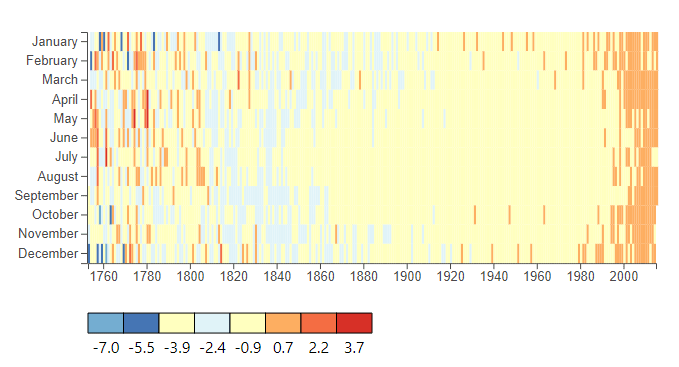 January
February
March
April
May
June
July
August
September
October
November
December
1760 1780 1800 1820 1840 1860 1880 1900 1920 1940 1960 1980 2000
-7.0 -5.5 -3.9 -2.4 -0.9 0.7 2.2 3.7